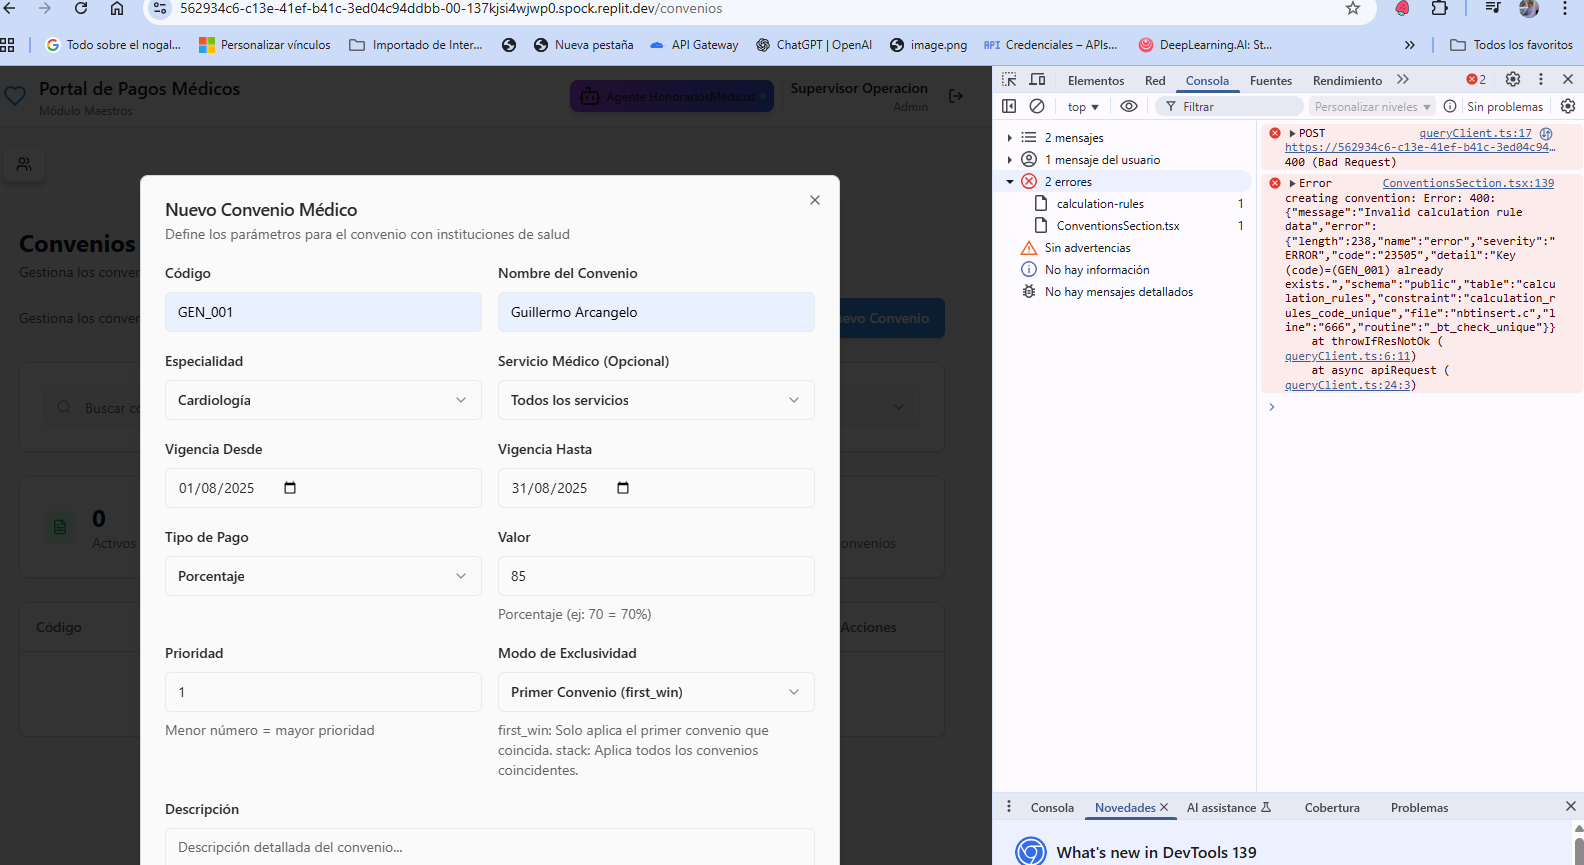 562934c6-c13e-41ef-b41c-3ed04c94ddbb-00-137kjsi4wjwp0.spock.replit.dev/convenios
Todo sobre el nogal...
Personalizar vínculos
Importado de Inter...
Nueva pestaña
API Gateway
ChatGPT | OpenAI
image.png
API Credenciales – APIs...
DeepLearning.AI: St...
»
Todos los favoritos
Portal de Pagos Médicos
Módulo Maestros
Agente HonorariosMedicos
Supervisor Operacion
Admin
Convenios
Gestiona los conven
Gestiona los conven
evo Convenio
Buscar co
0
Activos
onvenios
Código
Acciones
Nuevo Convenio Médico
Define los parámetros para el convenio con instituciones de salud
Código
Nombre del Convenio
GEN_001
Guillermo Arcangelo
Especialidad
Servicio Médico (Opcional)
Cardiología
Todos los servicios
Vigencia Desde
Vigencia Hasta
01/08/2025
31/08/2025
Tipo de Pago
Valor
Porcentaje
85
Porcentaje (ej: 70 = 70%)
Prioridad
Modo de Exclusividad
1
Primer Convenio (first_win)
Menor número = mayor prioridad
first_win: Solo aplica el primer convenio que
coincida. stack: Aplica todos los convenios
coincidentes.
Descripción
Descripción detallada del convenio...
Elementos
Red
Consola
Fuentes
Rendimiento
»
2
top
Filtrar
Personalizar niveles
Sin problemas
2 mensajes
1 mensaje del usuario
2 errores
calculation-rules 1
ConventionsSection.tsx 1
Sin advertencias
No hay información
No hay mensajes detallados
POST queryClient.ts:17
https://562934c6-c13e-41ef-b41c-3ed04c94…
400 (Bad Request)
Error ConventionsSection.tsx:139
creating convention: Error: 400:
{"message":"Invalid calculation rule
data","error":
{"length":238,"name":"error","severity":"
ERROR","code":"23505","detail":"Key
(code)=(GEN_001) already
exists.","schema":"public","table":"calcu
lation_rules","constraint":"calculation_r
ules_code_unique","file":"nbtinsert.c","l
ine":"666","routine":"_bt_check_unique"}}
at throwIfResNotOk (
queryClient.ts:6:11)
at async apiRequest (
queryClient.ts:24:3)
Consola
Novedades
AI assistance
Cobertura
Problemas
What's new in DevTools 139